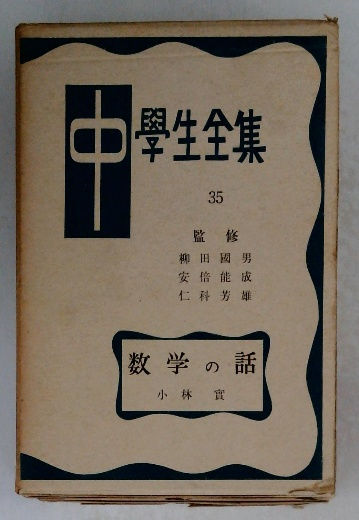 中學生全集
35
監修
柳田國男
安倍能成
仁科芳雄
数学の話
小林實